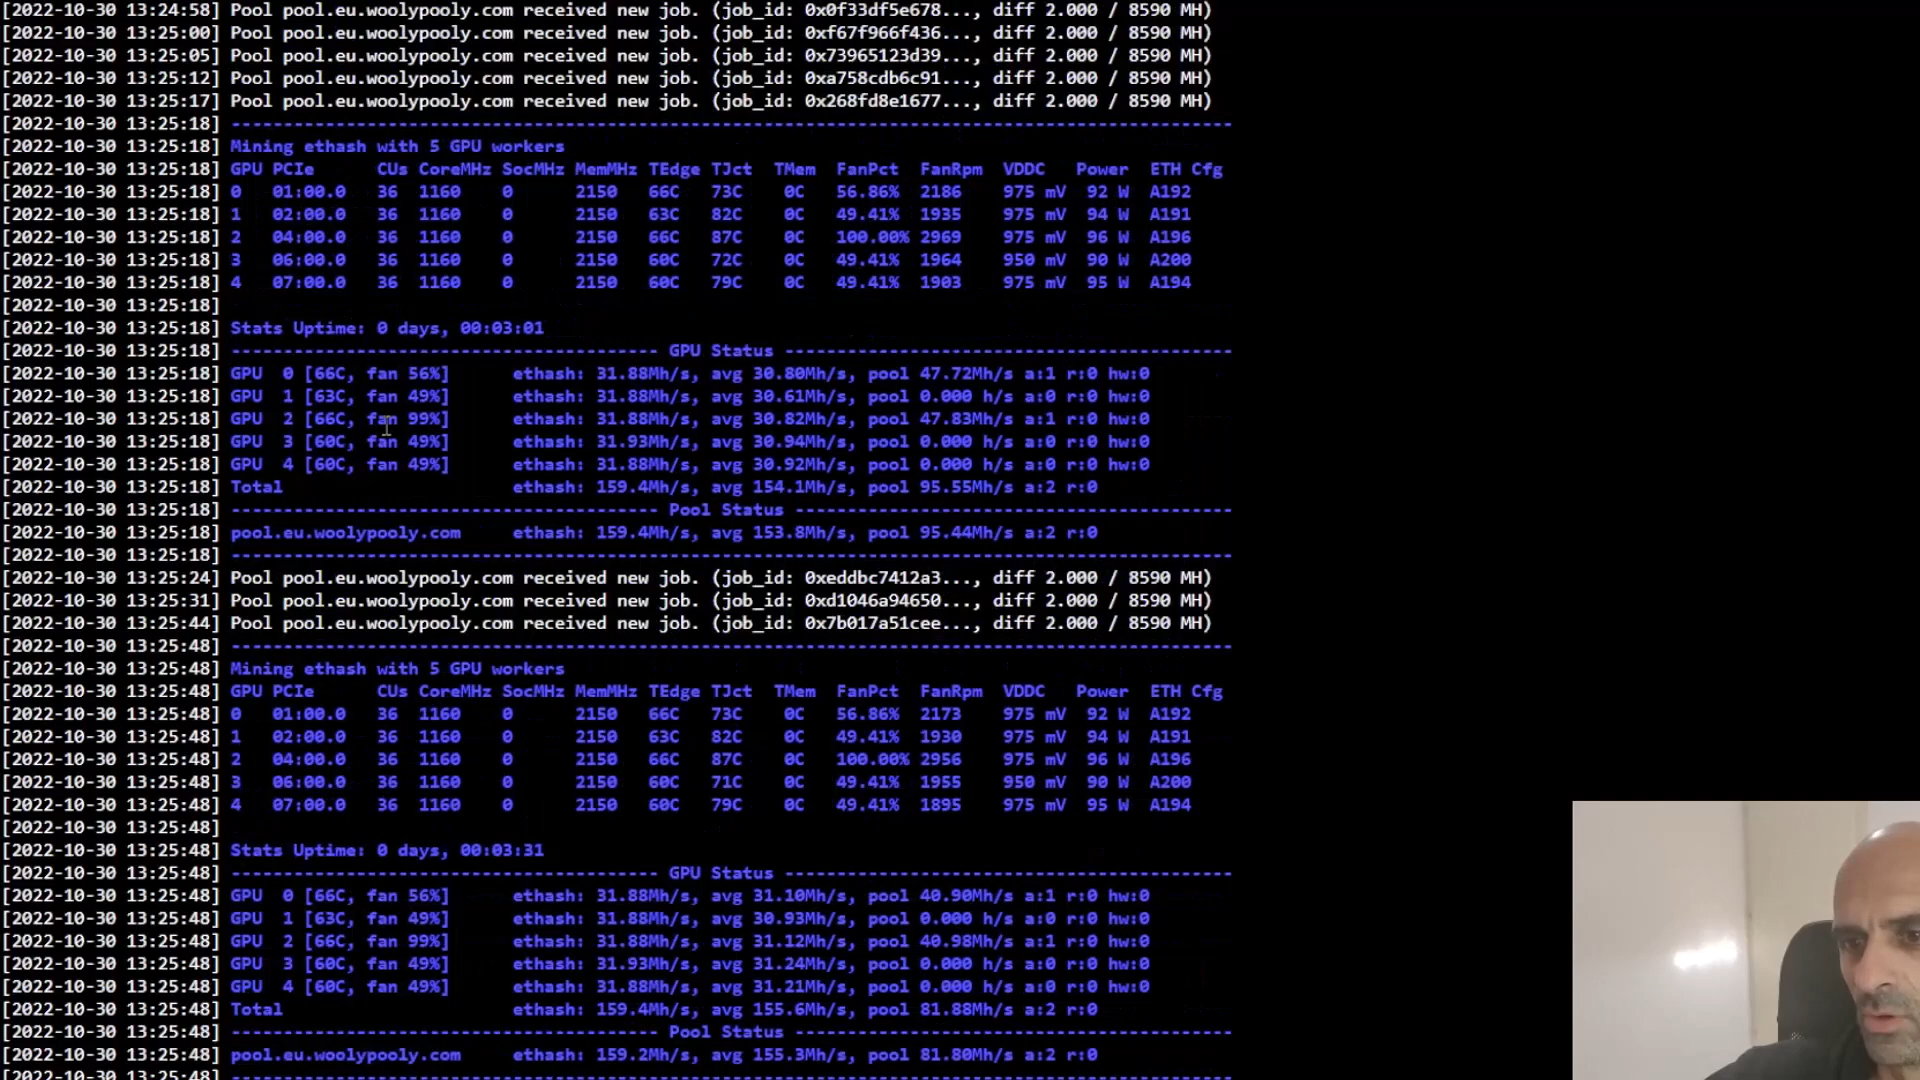 [2022-10-30 13:24:58] Pool pool.eu.woolypooly.com received new job. (job_id: 0x0f33df5e678..., diff 2.000 / 8590 MH)
[2022-10-30 13:25:00] Pool pool.eu.woolypooly.com received new job. (job_id: 0xf67f966f436..., diff 2.000 / 8590 MH)
[2022-10-30 13:25:05] Pool pool.eu.woolypooly.com received new job. (job_id: 0x73965123d39..., diff 2.000 / 8590 MH)
[2022-10-30 13:25:12] Pool pool.eu.woolypooly.com received new job. (job_id: 0xa758cdb6c91..., diff 2.000 / 8590 MH)
[2022-10-30 13:25:17] Pool pool.eu.woolypooly.com received new job. (job_id: 0x268fd8e1677..., diff 2.000 / 8590 MH)
[2022-10-30 13:25:18] ------------------------------------------------------------------------------------------------
[2022-10-30 13:25:18] Mining ethash with 5 GPU workers
[2022-10-30 13:25:18] GPU PCIe CUs CoreMHz SocMHz MemMHz TEdge TJct TMem FanPct FanRpm VDDC Power ETH Cfg
[2022-10-30 13:25:18] 0 01:00.0 36 1160 0 2150 66C 73C 0C 56.86% 2186 975 mV 92 W A192
[2022-10-30 13:25:18] 1 02:00.0 36 1160 0 2150 63C 82C 0C 49.41% 1935 975 mV 94 W A191
[2022-10-30 13:25:18] 2 04:00.0 36 1160 0 2150 66C 87C 0C 100.00% 2969 975 mV 96 W A196
[2022-10-30 13:25:18] 3 06:00.0 36 1160 0 2150 60C 72C 0C 49.41% 1964 950 mV 90 W A200
[2022-10-30 13:25:18] 4 07:00.0 36 1160 0 2150 60C 79C 0C 49.41% 1903 975 mV 95 W A194
[2022-10-30 13:25:18]
[2022-10-30 13:25:18] Stats Uptime: 0 days, 00:03:01
[2022-10-30 13:25:18] ----------------------------------------- GPU Status -------------------------------------------
[2022-10-30 13:25:18] GPU 0 [66C, fan 56%] ethash: 31.88Mh/s, avg 30.80Mh/s, pool 47.72Mh/s a:1 r:0 hw:0
[2022-10-30 13:25:18] GPU 1 [63C, fan 49%] ethash: 31.88Mh/s, avg 30.61Mh/s, pool 0.000 h/s a:0 r:0 hw:0
[2022-10-30 13:25:18] GPU 2 [66C, fan 99%] ethash: 31.88Mh/s, avg 30.82Mh/s, pool 47.83Mh/s a:1 r:0 hw:0
[2022-10-30 13:25:18] GPU 3 [60C, fan 49%] ethash: 31.93Mh/s, avg 30.94Mh/s, pool 0.000 h/s a:0 r:0 hw:0
[2022-10-30 13:25:18] GPU 4 [60C, fan 49%] ethash: 31.88Mh/s, avg 30.92Mh/s, pool 0.000 h/s a:0 r:0 hw:0
[2022-10-30 13:25:18] Total ethash: 159.4Mh/s, avg 154.1Mh/s, pool 95.55Mh/s a:2 r:0
[2022-10-30 13:25:18] ----------------------------------------- Pool Status ------------------------------------------
[2022-10-30 13:25:18] pool.eu.woolypooly.com ethash: 159.4Mh/s, avg 153.8Mh/s, pool 95.44Mh/s a:2 r:0
[2022-10-30 13:25:18] ------------------------------------------------------------------------------------------------
[2022-10-30 13:25:24] Pool pool.eu.woolypooly.com received new job. (job_id: 0xeddbc7412a3..., diff 2.000 / 8590 MH)
[2022-10-30 13:25:31] Pool pool.eu.woolypooly.com received new job. (job_id: 0xd1046a94650..., diff 2.000 / 8590 MH)
[2022-10-30 13:25:44] Pool pool.eu.woolypooly.com received new job. (job_id: 0x7b017a51cee..., diff 2.000 / 8590 MH)
[2022-10-30 13:25:48] ------------------------------------------------------------------------------------------------
[2022-10-30 13:25:48] Mining ethash with 5 GPU workers
[2022-10-30 13:25:48] GPU PCIe CUs CoreMHz SocMHz MemMHz TEdge TJct TMem FanPct FanRpm VDDC Power ETH Cfg
[2022-10-30 13:25:48] 0 01:00.0 36 1160 0 2150 66C 73C 0C 56.86% 2173 975 mV 92 W A192
[2022-10-30 13:25:48] 1 02:00.0 36 1160 0 2150 63C 82C 0C 49.41% 1930 975 mV 94 W A191
[2022-10-30 13:25:48] 2 04:00.0 36 1160 0 2150 66C 87C 0C 100.00% 2956 975 mV 96 W A196
[2022-10-30 13:25:48] 3 06:00.0 36 1160 0 2150 60C 71C 0C 49.41% 1955 950 mV 90 W A200
[2022-10-30 13:25:48] 4 07:00.0 36 1160 0 2150 60C 79C 0C 49.41% 1895 975 mV 95 W A194
[2022-10-30 13:25:48]
[2022-10-30 13:25:48] Stats Uptime: 0 days, 00:03:31
[2022-10-30 13:25:48] ----------------------------------------- GPU Status -------------------------------------------
[2022-10-30 13:25:48] GPU 0 [66C, fan 56%] ethash: 31.88Mh/s, avg 31.10Mh/s, pool 40.90Mh/s a:1 r:0 hw:0
[2022-10-30 13:25:48] GPU 1 [63C, fan 49%] ethash: 31.88Mh/s, avg 30.93Mh/s, pool 0.000 h/s a:0 r:0 hw:0
[2022-10-30 13:25:48] GPU 2 [66C, fan 99%] ethash: 31.88Mh/s, avg 31.12Mh/s, pool 40.98Mh/s a:1 r:0 hw:0
[2022-10-30 13:25:48] GPU 3 [60C, fan 49%] ethash: 31.93Mh/s, avg 31.24Mh/s, pool 0.000 h/s a:0 r:0 hw:0
[2022-10-30 13:25:48] GPU 4 [60C, fan 49%] ethash: 31.88Mh/s, avg 31.21Mh/s, pool 0.000 h/s a:0 r:0 hw:0
[2022-10-30 13:25:48] Total ethash: 159.4Mh/s, avg 155.6Mh/s, pool 81.88Mh/s a:2 r:0
[2022-10-30 13:25:48] ----------------------------------------- Pool Status ------------------------------------------
[2022-10-30 13:25:48] pool.eu.woolypooly.com ethash: 159.2Mh/s, avg 155.3Mh/s, pool 81.80Mh/s a:2 r:0
[2022-10-30 13:25:48] ------------------------------------------------------------------------------------------------